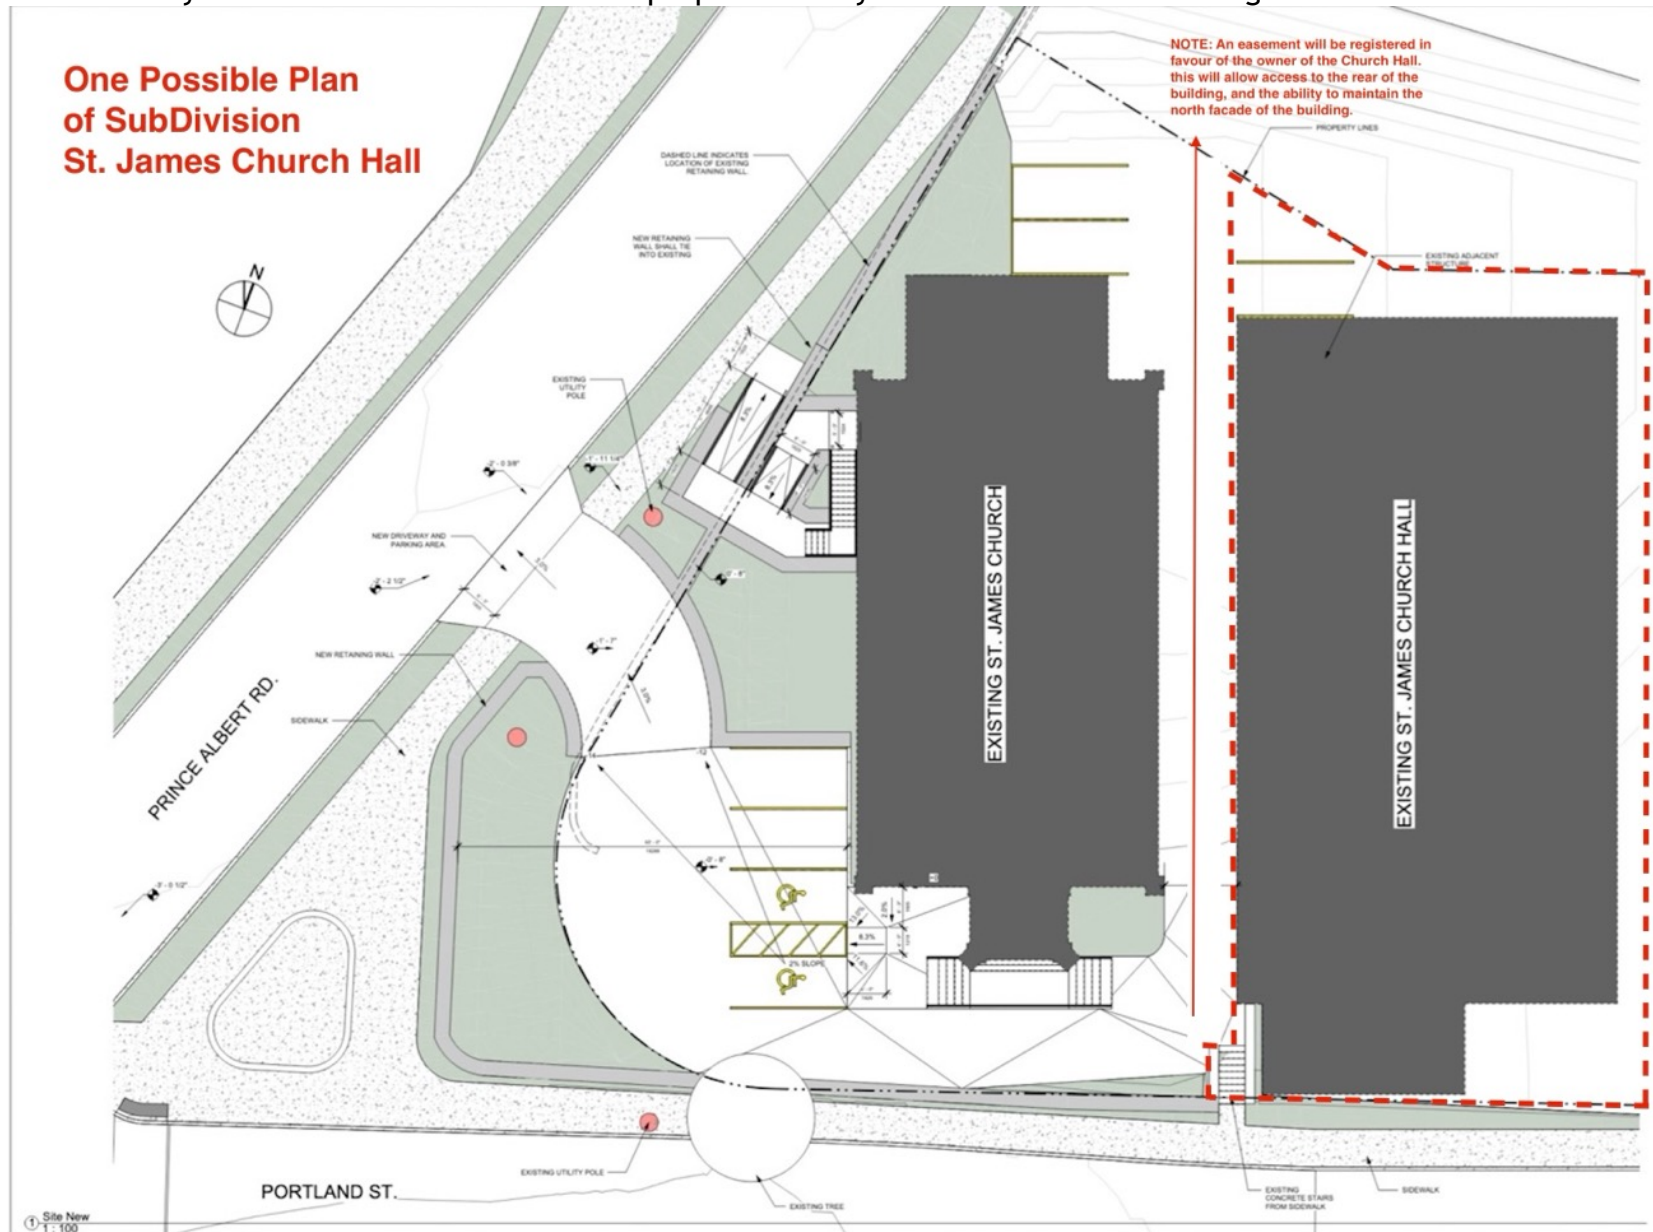 One Possible Plan
of SubDivision
St. James Church Hall
NOTE: An easement will be registered in
favour of the owner of the Church Hall.
this will allow access to the rear of the
building, and the ability to maintain the
north facade of the building.
PROPERTY LINES
DASHED LINE INDICATES
LOCATION OF EXISTING
RETAINING WALL.
NEW RETAINING
WALL SHALL TIE
INTO EXISTING
EXISTING ADJACENT
STRUCTURE
N
EXISTING
UTILITY
POLE
NEW DRIVEWAY AND
PARKING AREA.
NEW RETAINING WALL
SIDEWALK
PRINCE ALBERT RD.
EXISTING ST. JAMES CHURCH
EXISTING ST. JAMES CHURCH HALL
2% SLOPE
6.3%
PORTLAND ST.
EXISTING UTILITY POLE
EXISTING TREE
EXISTING
CONCRETE STAIRS
FROM SIDEWALK
SIDEWALK
1 Site New
1 : 100